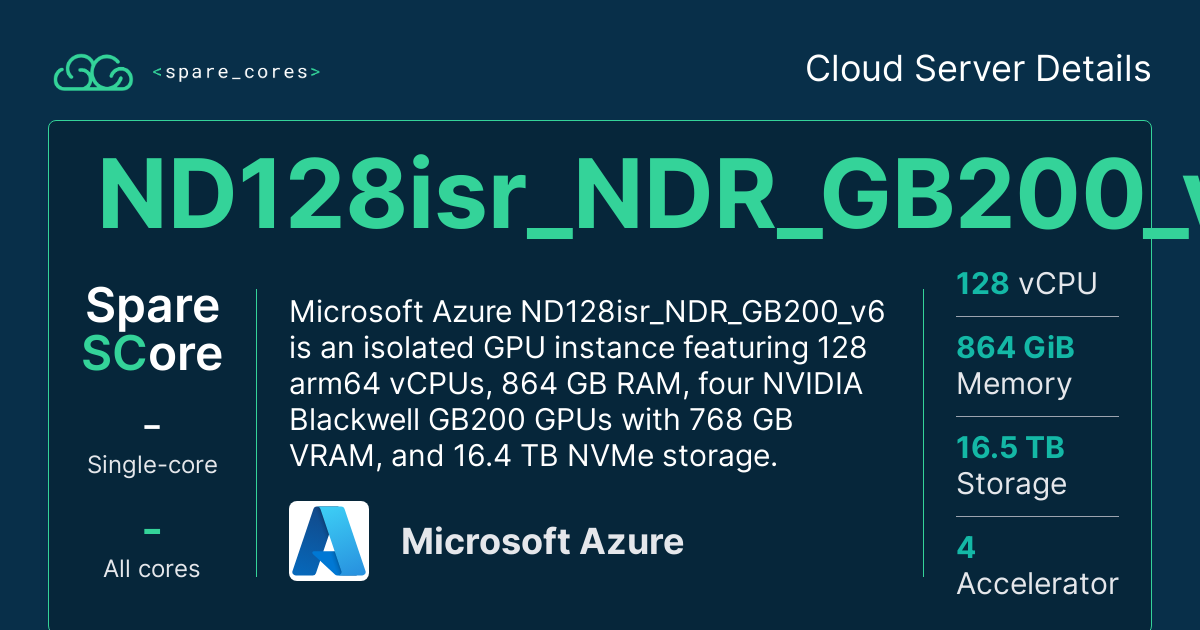 <spare_cores>
Cloud Server Details
ND128isr_NDR_GB200_v
Spare
SCore
–
Single-core
–
All cores
Microsoft Azure ND128isr_NDR_GB200_v6
is an isolated GPU instance featuring 128
arm64 vCPUs, 864 GB RAM, four NVIDIA
Blackwell GB200 GPUs with 768 GB
VRAM, and 16.4 TB NVMe storage.
Microsoft Azure
128 vCPU
864 GiB
Memory
16.5 TB
Storage
4
Accelerator